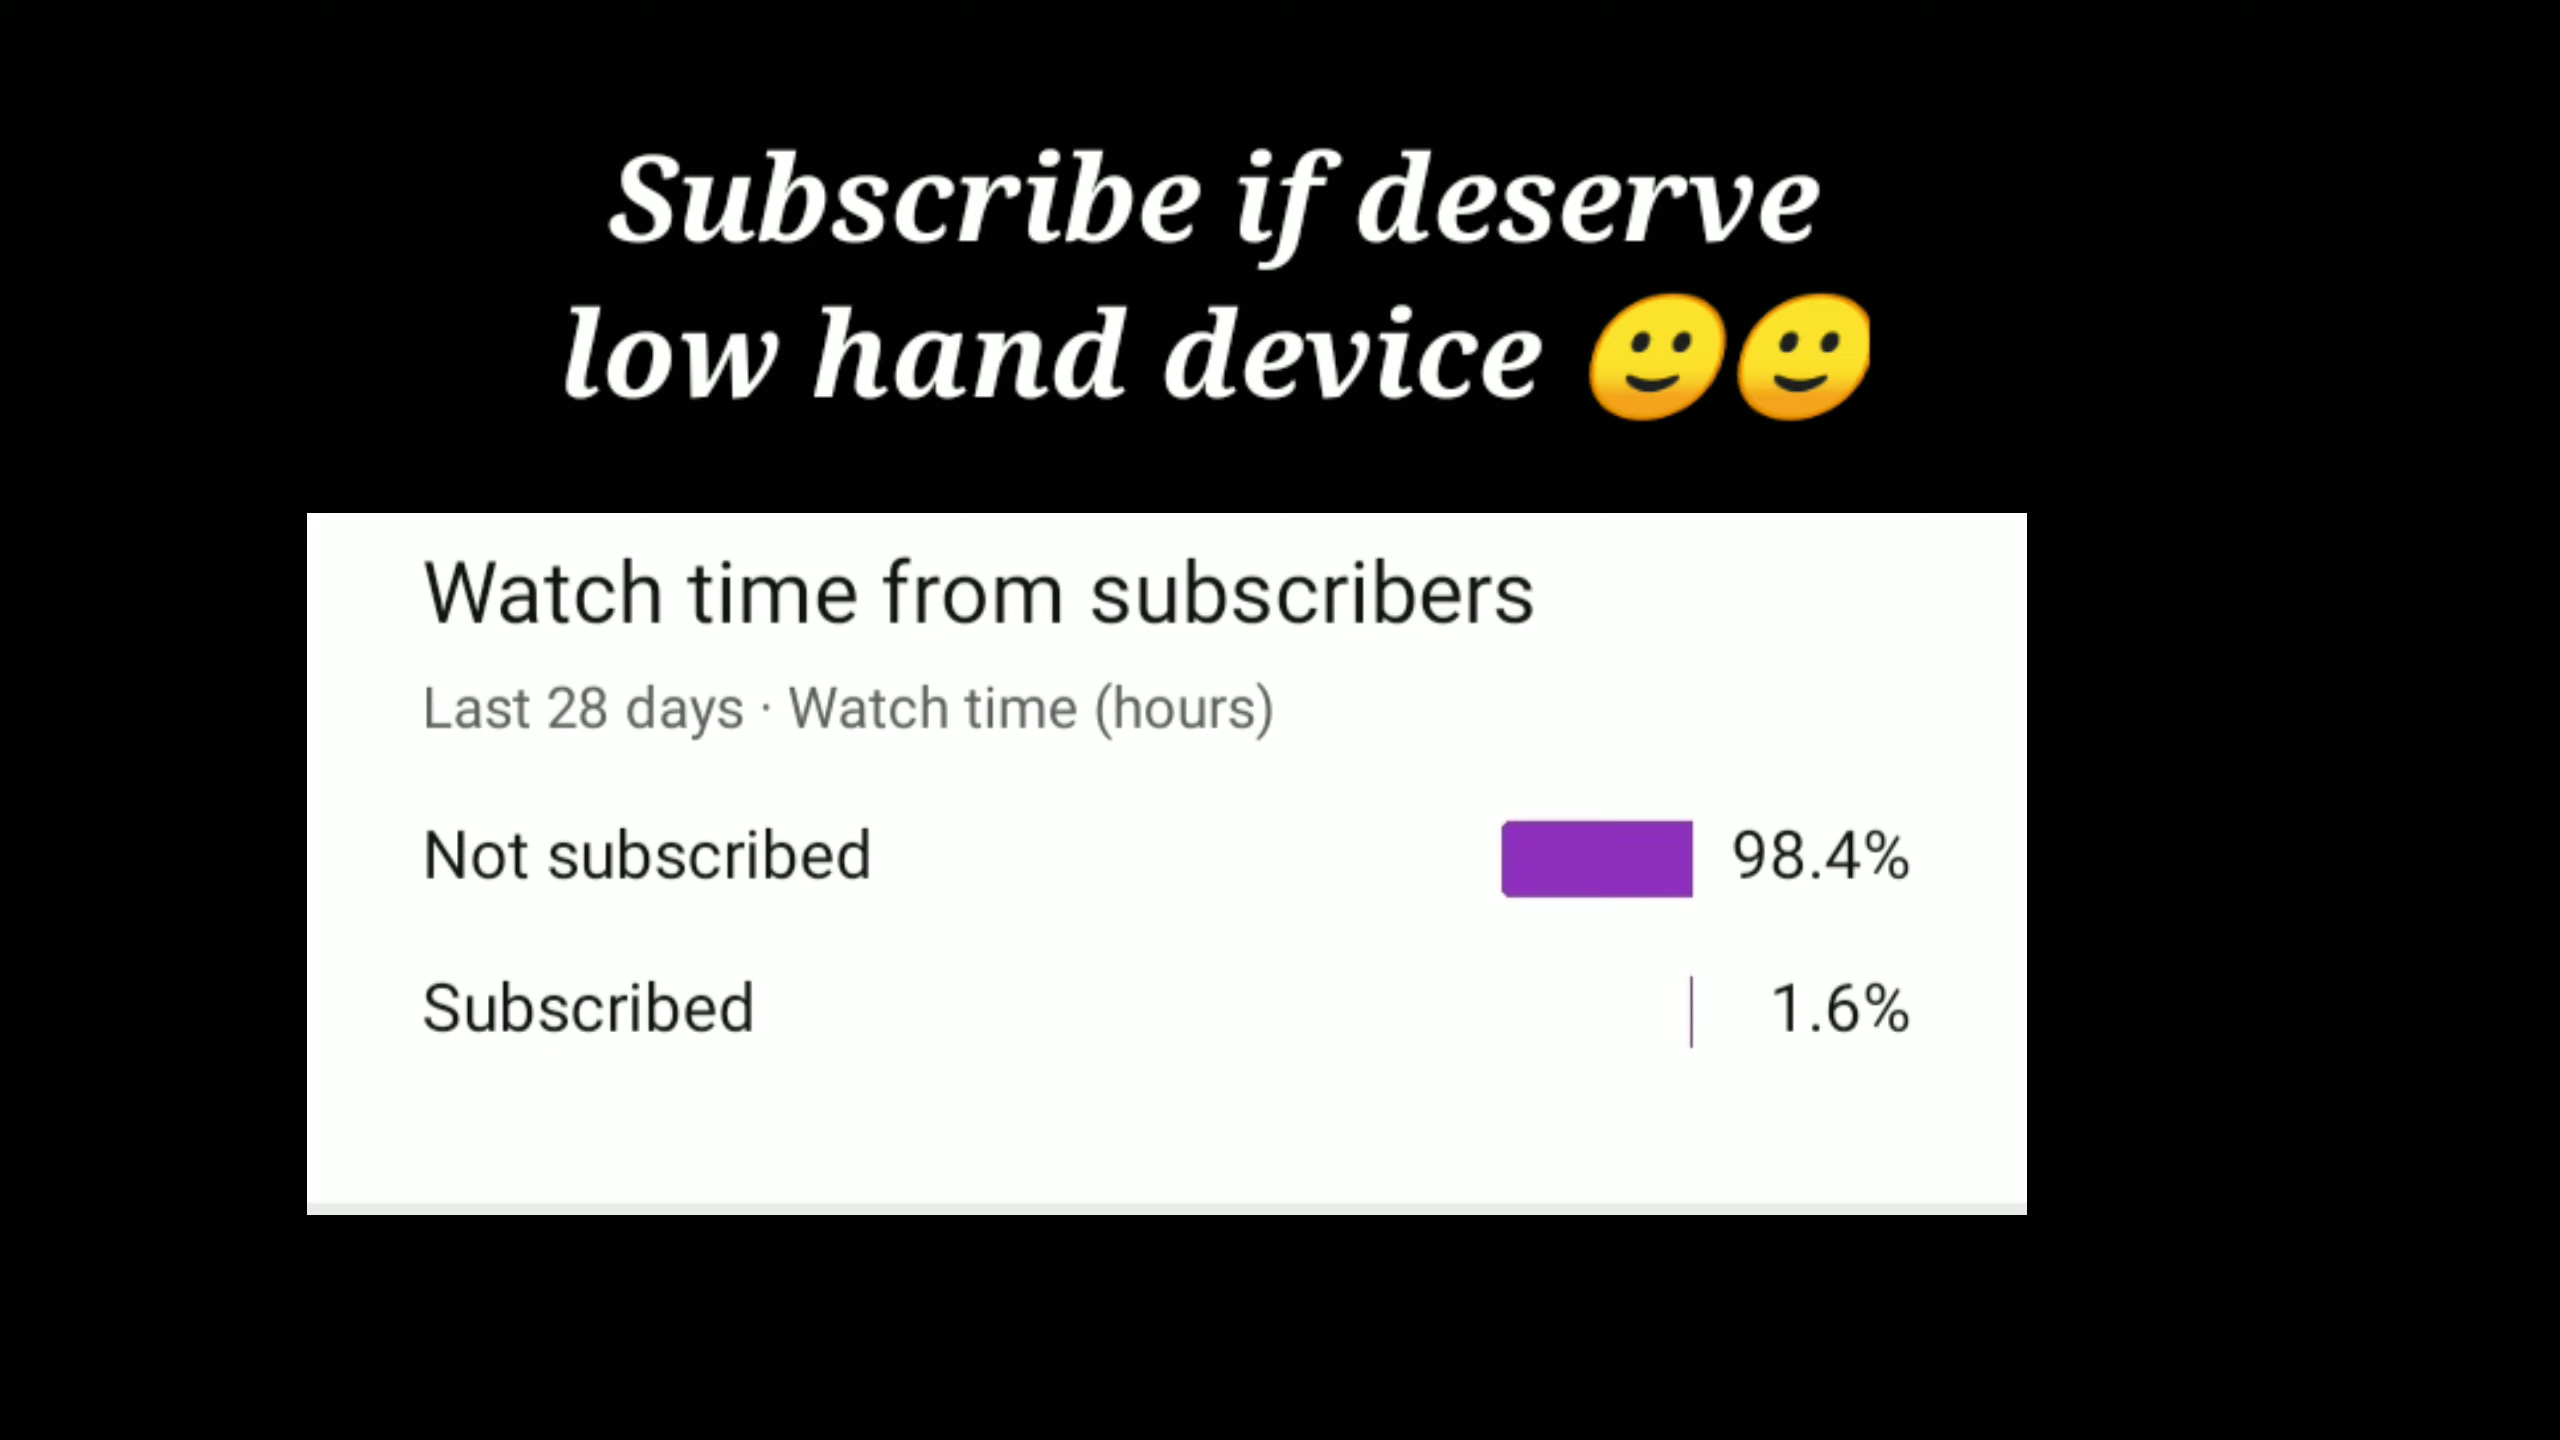 Subscribe if deserve
low hand device 🙂🙂
Watch time from subscribers
Last 28 days · Watch time (hours)
Not subscribed 98.4%
Subscribed 1.6%